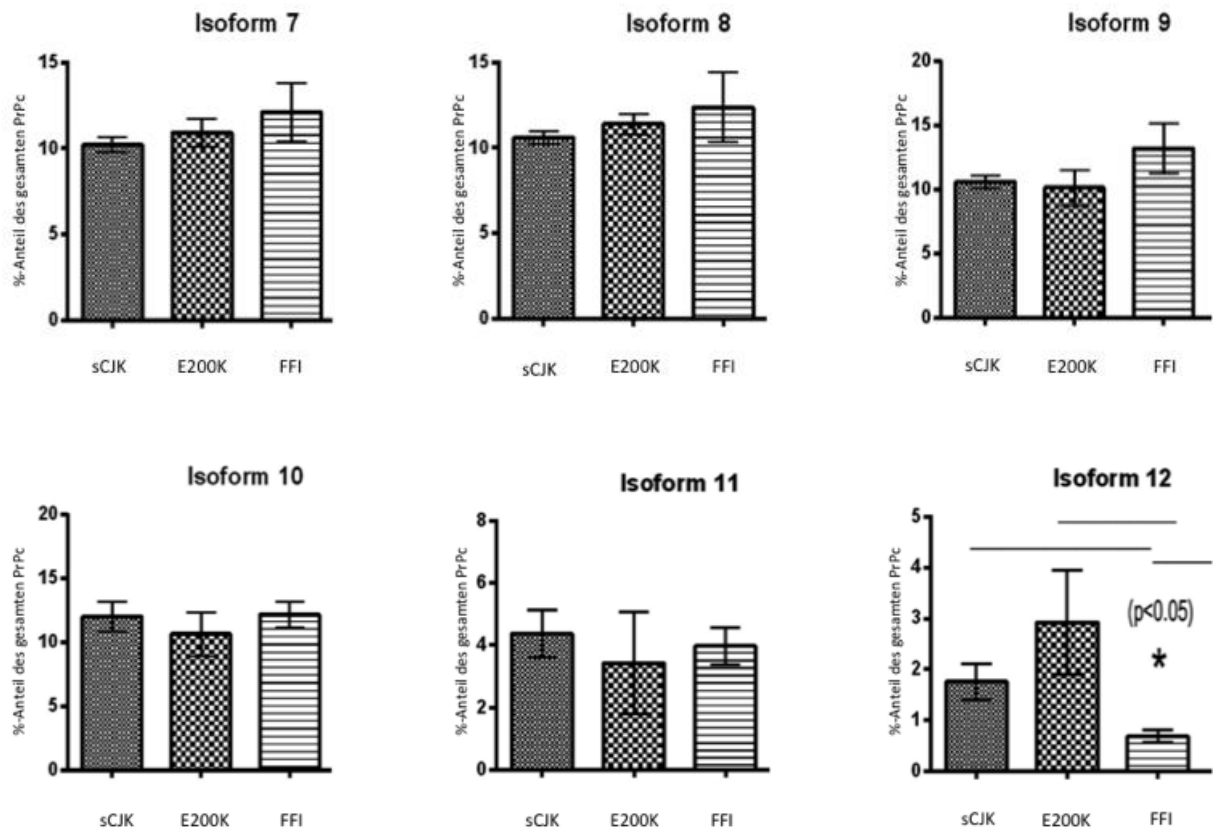 Isoform 7
%-Anteil des gesamten PrPc
15
10
5
0
sCJK E200K FFI
Isoform 8
%-Anteil des gesamten PrPc
15
10
5
0
sCJK E200K FFI
Isoform 9
%-Anteil des gesamten PrPc
20
15
10
5
0
sCJK E200K FFI
Isoform 10
%-Anteil des gesamten PrPc
20
15
10
5
0
sCJK E200K FFI
Isoform 11
%-Anteil des gesamten PrPc
8
6
4
2
0
sCJK E200K FFI
Isoform 12
%-Anteil des gesamten PrPc
5
4
3
2
1
0
(p<0.05)
*
sCJK E200K FFI